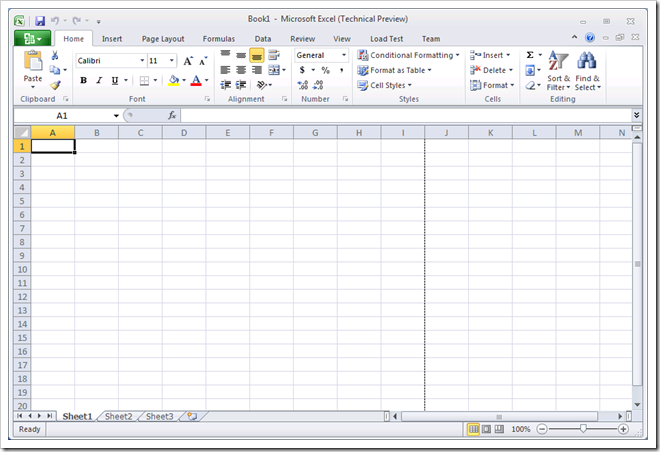 Book1 - Microsoft Excel (Technical Preview)
Home Insert Page Layout Formulas Data Review View Load Test Team
Calibri 11 A A General Conditional Formatting Insert Σ
Paste B I U A $ % , Format as Table Delete Sort & Find &
Cell Styles Format Filter Select
Clipboard Font Alignment Number Styles Cells Editing
A1 fx
A B C D E F G H I J K L M N
1
2
3
4
5
6
7
8
9
10
11
12
13
14
15
16
17
18
19
20
Sheet1 Sheet2 Sheet3
Ready 100%